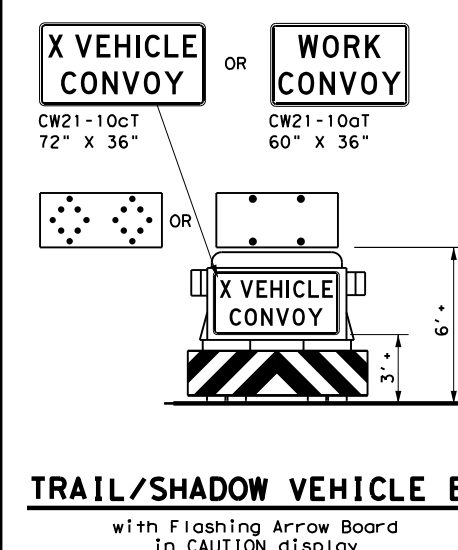 X VEHICLE
CONVOY
OR
WORK
CONVOY
CW21-10cT
72" X 36"
CW21-10aT
60" X 36"
OR
X VEHICLE
CONVOY
6'+
3'+
TRAIL/SHADOW VEHICLE
with Flashing Arrow Board
in CAUTION display